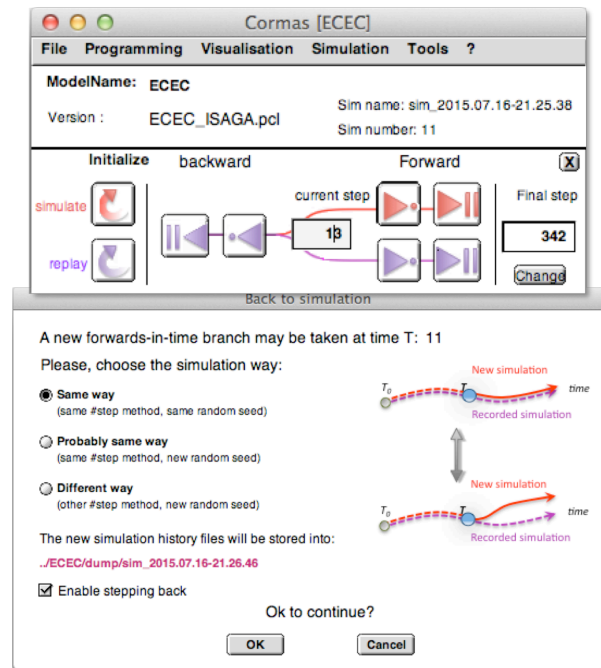 Cormas [ECEC]
File Programming Visualisation Simulation Tools ?
ModelName: ECEC
Version : ECEC_ISAGA.pcl
Sim name: sim_2015.07.16-21.25.38
Sim number: 11
Initialize backward Forward X
simulate current step Final step
13 342
replay Change
Back to simulation
A new forwards-in-time branch may be taken at time T: 11
Please, choose the simulation way:
New simulation
Same way
T0 T time
(same #step method, same random seed)
Recorded simulation
Probably same way
(same #step method, new random seed)
New simulation
Different way
(other #step method, new random seed)
T0 T time
Recorded simulation
The new simulation history files will be stored into:
../ECEC/dump/sim_2015.07.16-21.26.46
Enable stepping back
Ok to continue?
OK Cancel